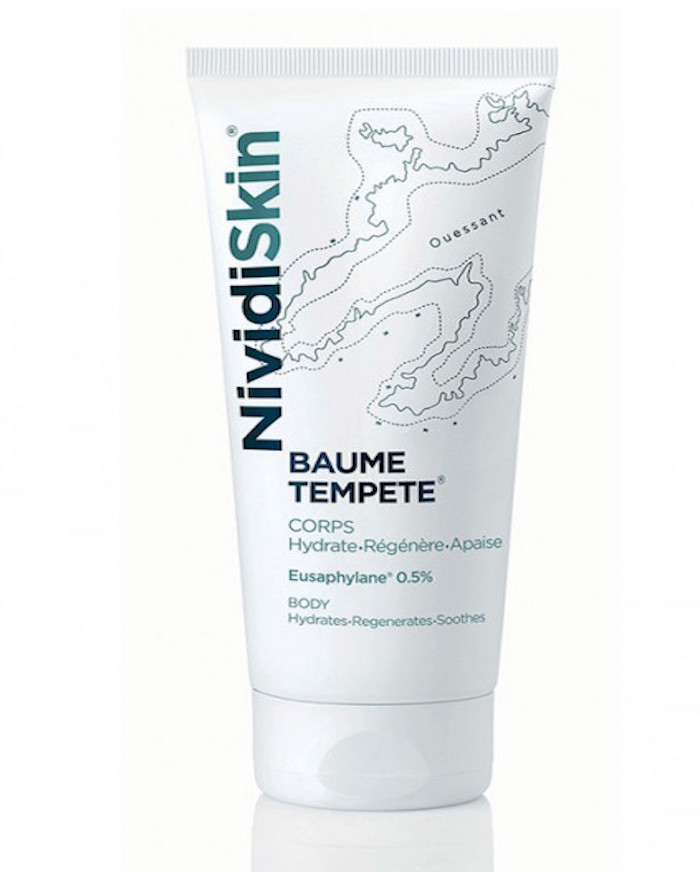 NividiSkin®
Ouessant
BAUME
TEMPETE®
CORPS
Hydrate•Régénère•Apaise
Eusaphylane® 0.5%
BODY
Hydrates•Regenerates•Soothes